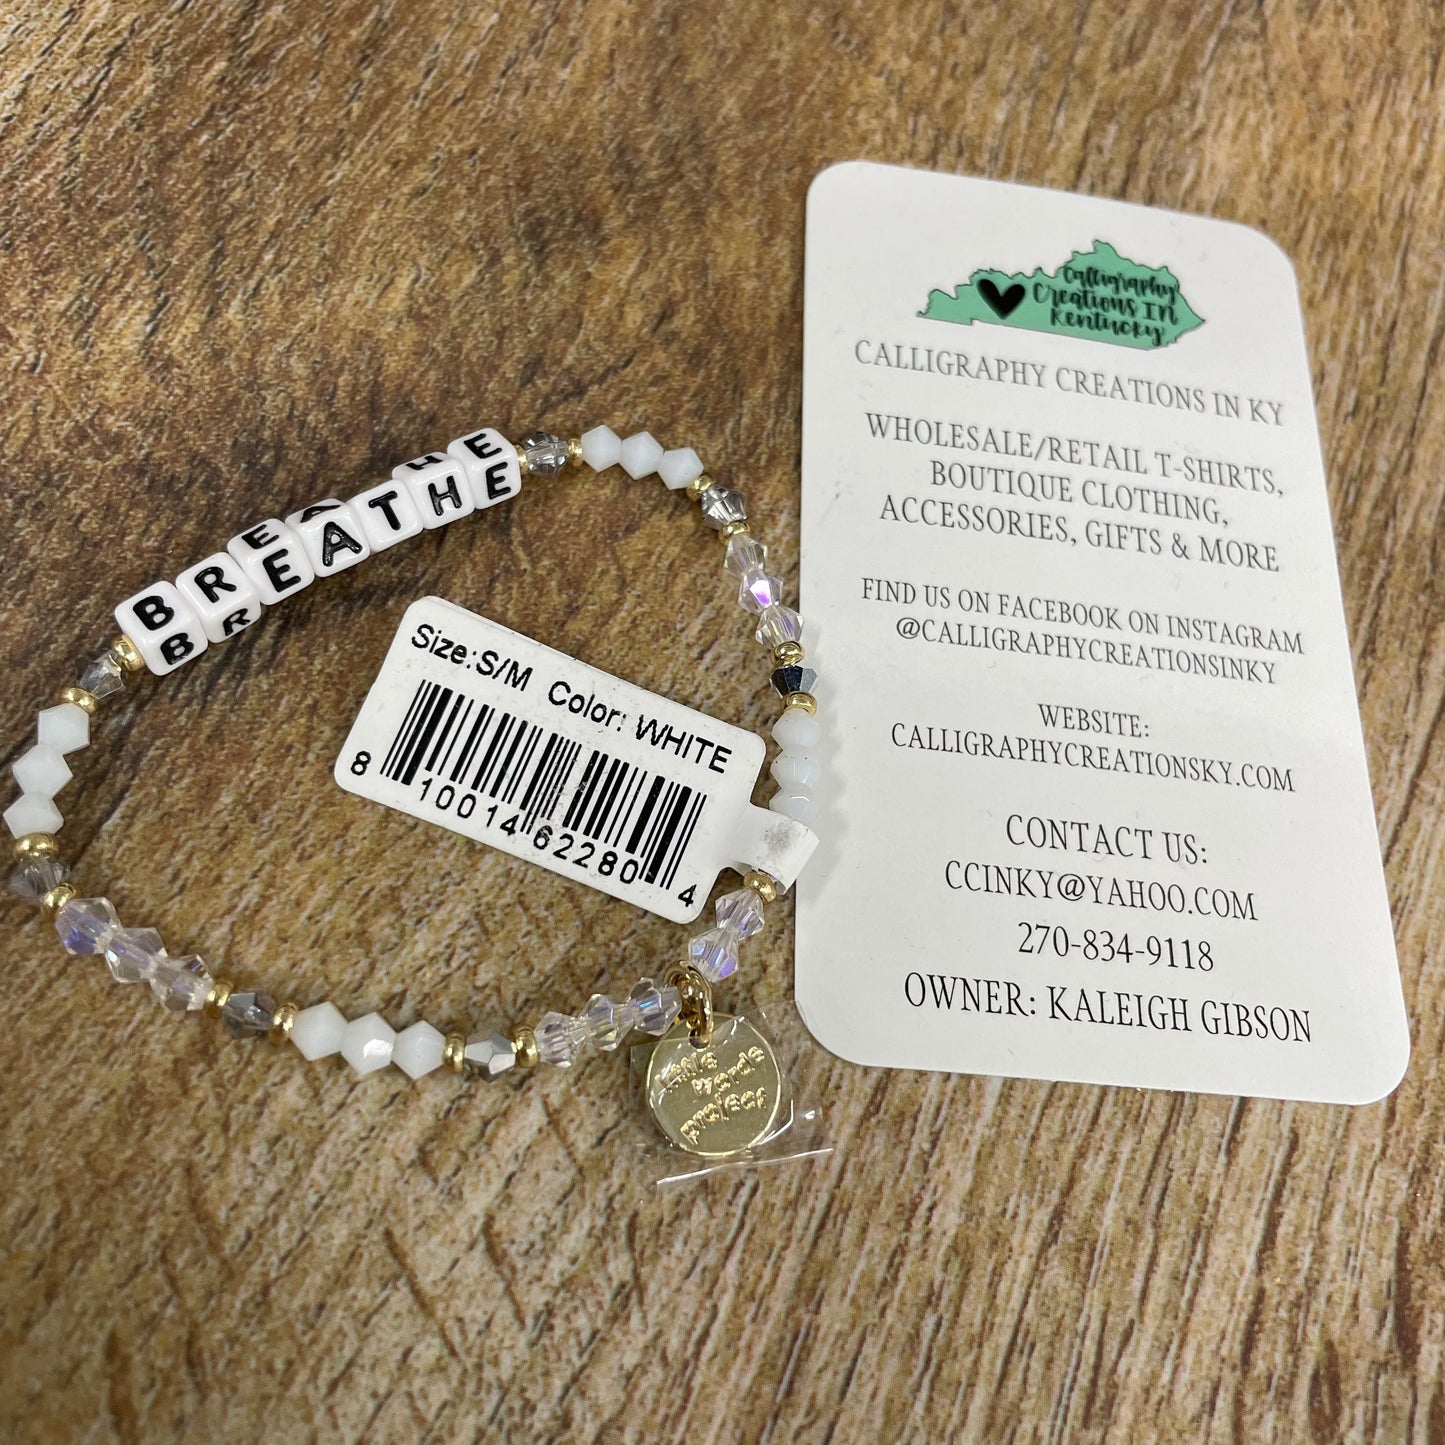 BREATHE
Size:S/M Color: WHITE
8 10014 62280 4
little
words
project
Calligraphy
Creations IN
Kentucky
CALLIGRAPHY CREATIONS IN KY
WHOLESALE/RETAIL T-SHIRTS,
BOUTIQUE CLOTHING,
ACCESSORIES, GIFTS & MORE
FIND US ON FACEBOOK ON INSTAGRAM
@CALLIGRAPHYCREATIONSINKY
WEBSITE:
CALLIGRAPHYCREATIONSKY.COM
CONTACT US:
CCINKY@YAHOO.COM
270-834-9118
OWNER: KALEIGH GIBSON